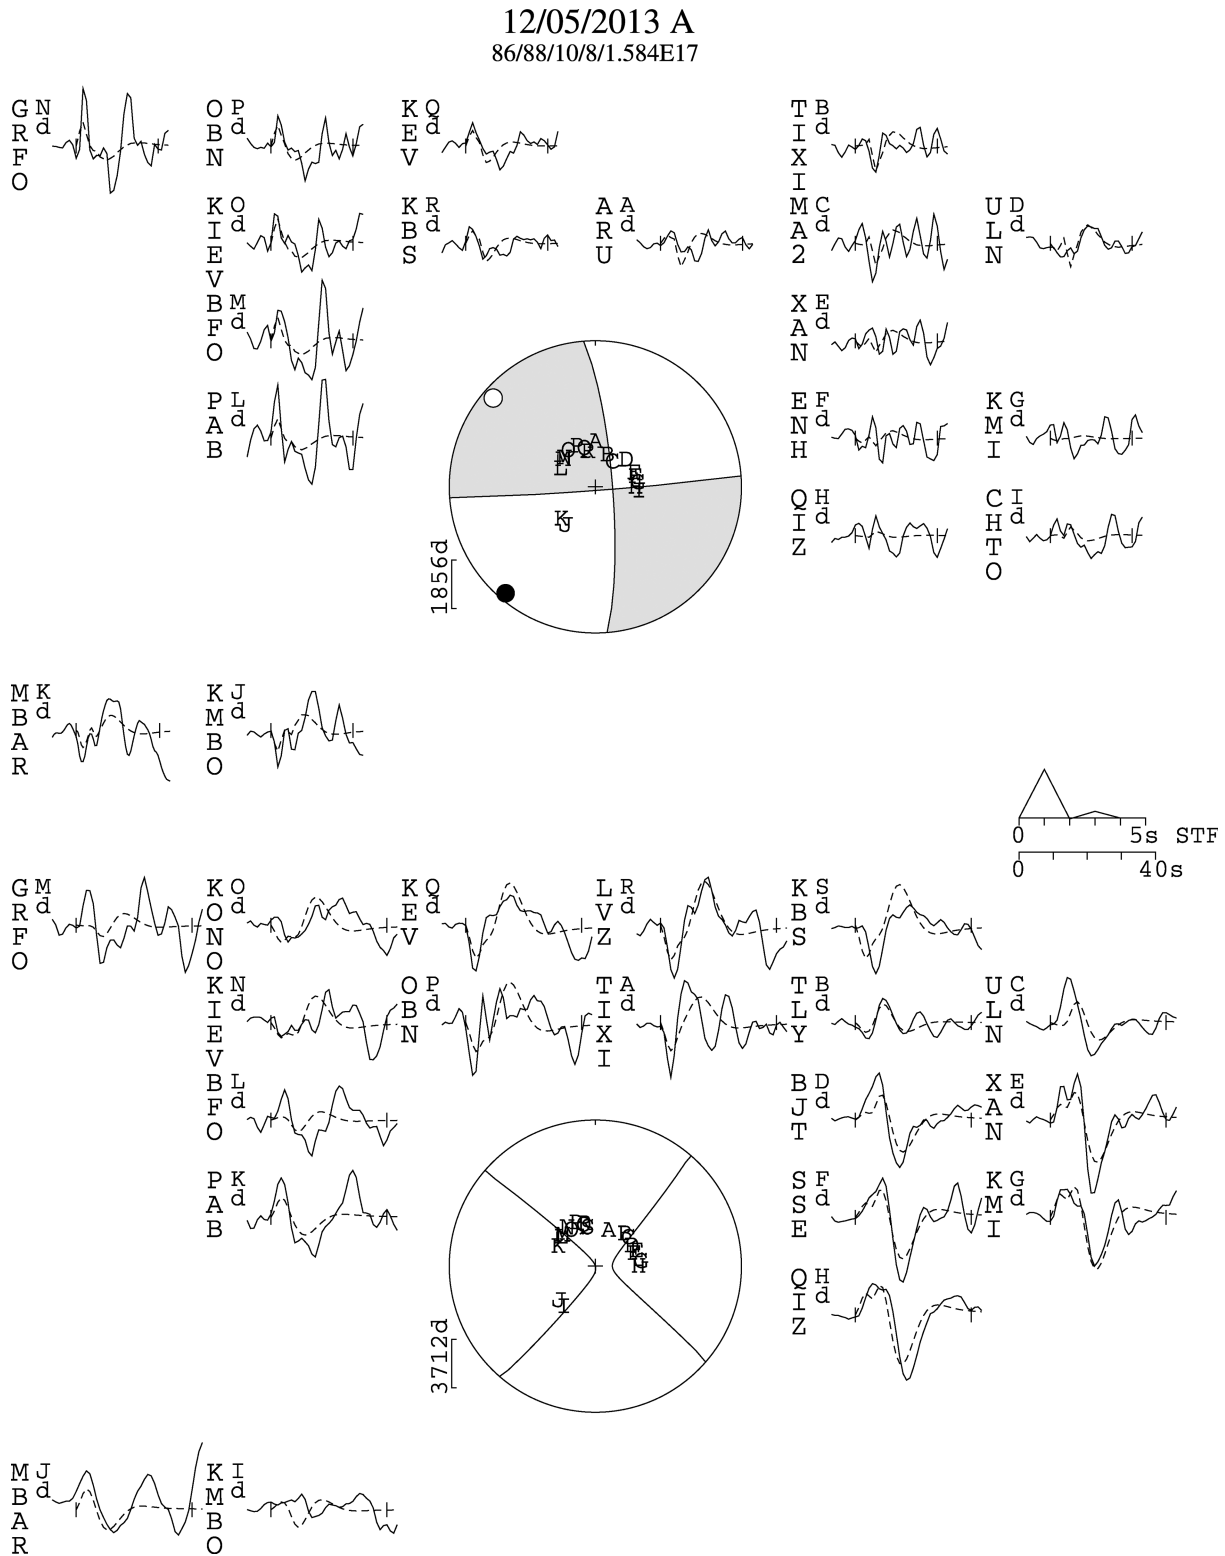 12/05/2013 A
86/88/10/8/1.584E17
GRFO N d
OBN P d
KEV Q d
TIXI B d
KIEV O d
KBS R d
ARU A d
MA2 C d
ULN D d
BFO M d
XAN E d
PAB L d
ENH F d
KMI G d
QIZ H d
CHTO I d
1856d
MBAR K d
KMBO J d
0 5s STF
0 40s
GRFO M d
KONO O d
KEV Q d
LVZ R d
KBS S d
KIEV N d
OBN P d
TIXI A d
TLY B d
ULN C d
BFO L d
BJT D d
XAN E d
PAB K d
SSE F d
KMI G d
QIZ H d
3712d
MBAR J d
KMBO I d